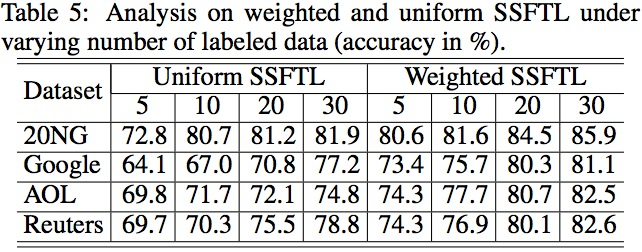 Table 5: Analysis on weighted and uniform SSFTL under
varying number of labeled data (accuracy in %).
Dataset Uniform SSFTL Weighted SSFTL
5 10 20 30 5 10 20 30
20NG 72.8 80.7 81.2 81.9 80.6 81.6 84.5 85.9
Google 64.1 67.0 70.8 77.2 73.4 75.7 80.3 81.1
AOL 69.8 71.7 72.1 74.8 74.3 77.7 80.7 82.5
Reuters 69.7 70.3 75.5 78.8 74.3 76.9 80.1 82.6